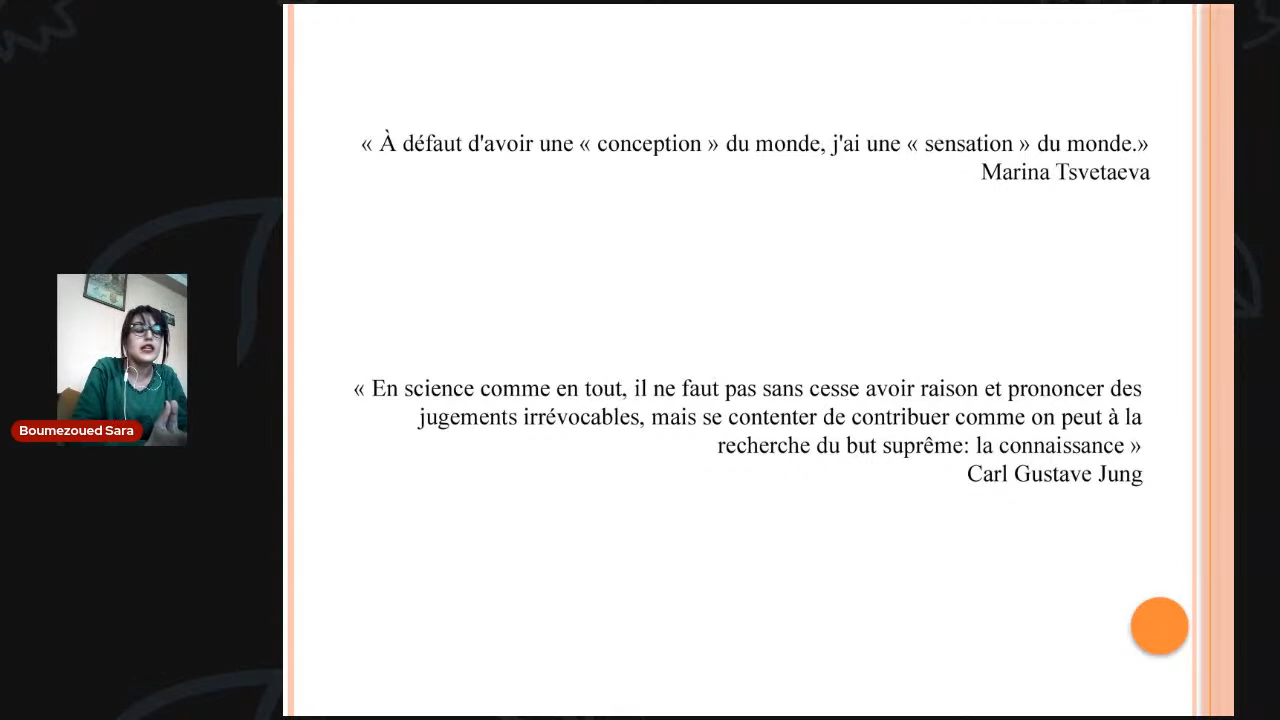 « À défaut d'avoir une « conception » du monde, j'ai une « sensation » du monde.»
Marina Tsvetaeva
« En science comme en tout, il ne faut pas sans cesse avoir raison et prononcer des
jugements irrévocables, mais se contenter de contribuer comme on peut à la
recherche du but suprême: la connaissance »
Carl Gustave Jung
Boumezoued Sara